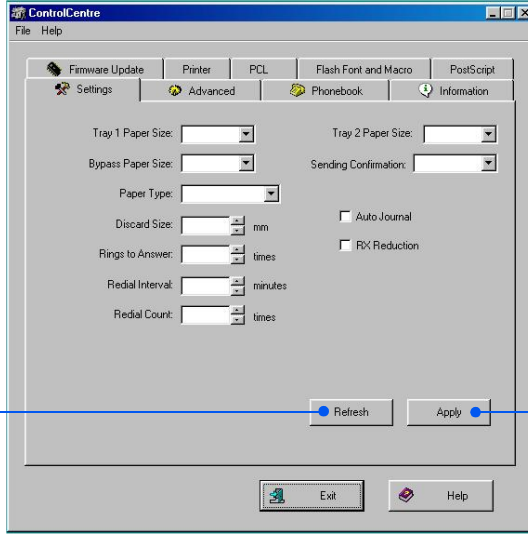 ControlCentre
File Help
Firmware Update Printer PCL Flash Font and Macro PostScript
Settings Advanced Phonebook Information
Tray 1 Paper Size: Tray 2 Paper Size:
Bypass Paper Size: Sending Confirmation:
Paper Type:
Auto Journal
Discard Size: mm
RX Reduction
Rings to Answer: times
Redial Interval: minutes
Redial Count: times
Refresh Apply
Exit Help